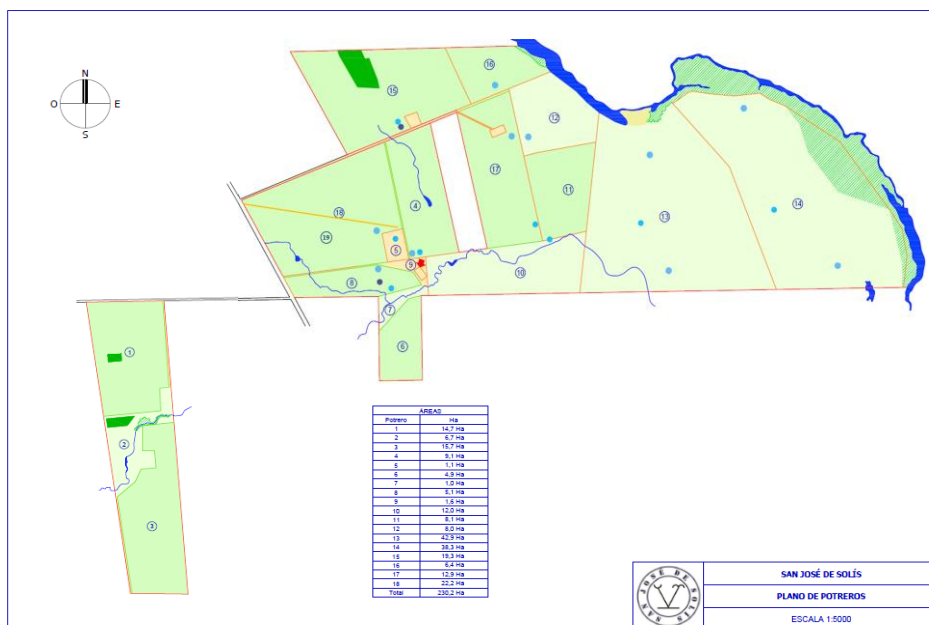 N
O E
S
16
15
12
17
11
4
18
19
5
13
14
9
10
8
7
6
1
2
3
ÁREAS
Potrero Ha
1 14,7 Ha
2 6,7 Ha
3 15,7 Ha
4 9,1 Ha
5 1,1 Ha
6 4,9 Ha
7 1,0 Ha
8 5,1 Ha
9 1,6 Ha
10 12,0 Ha
11 8,1 Ha
12 8,0 Ha
13 42,9 Ha
14 38,3 Ha
15 19,3 Ha
16 6,4 Ha
17 12,9 Ha
18 22,2 Ha
Total 230,2 Ha
SAN JOSÉ DE SOLÍS
SAN JOSÉ DE SOLÍS
PLANO DE POTREROS
ESCALA 1:5000